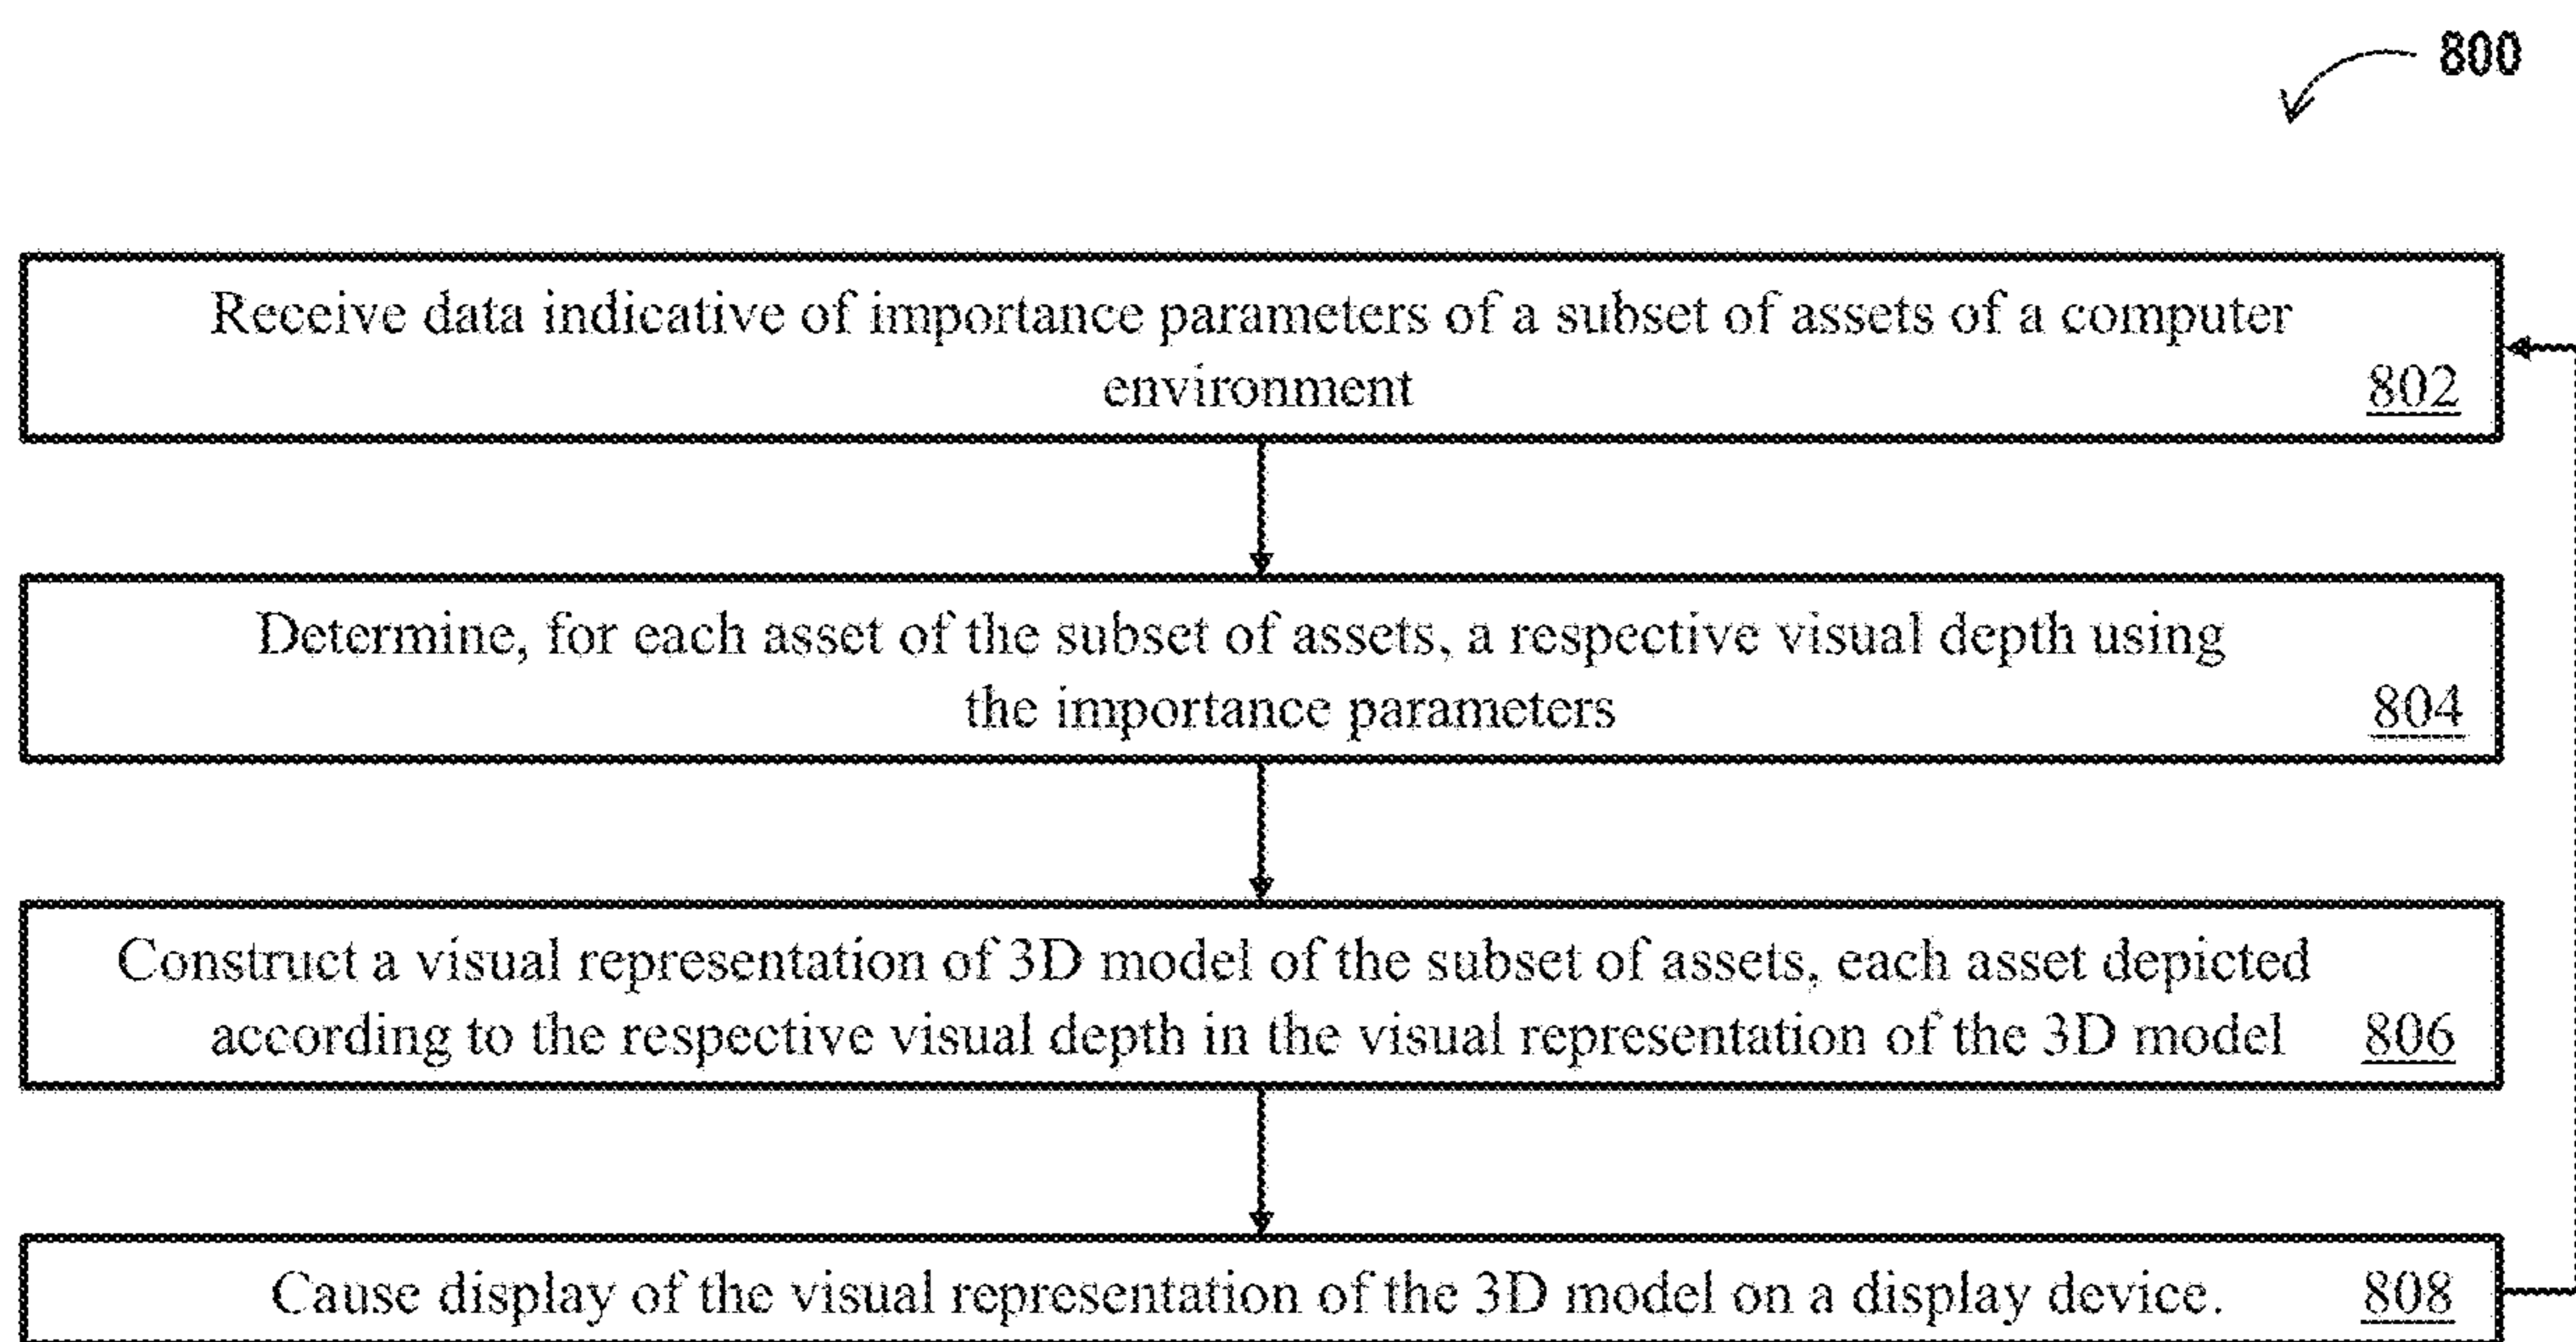 800
Receive data indicative of importance parameters of a subset of assets of a computer
environment
802
Determine, for each asset of the subset of assets, a respective visual depth using
the importance parameters
804
Construct a visual representation of 3D model of the subset of assets, each asset depicted
according to the respective visual depth in the visual representation of the 3D model 806
Cause display of the visual representation of the 3D model on a display device. 808